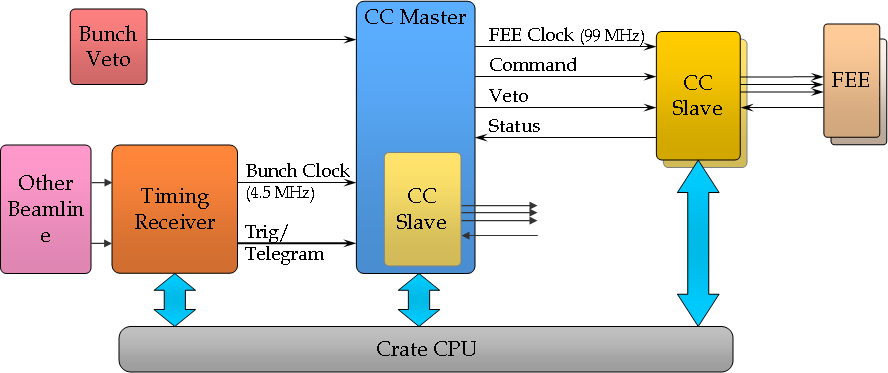 Bunch
Veto
CC Master
FEE Clock (99 MHz)
Command
Veto
Status
CC
Slave
FEE
Other
Beamlin
e
Timing
Receiver
Bunch Clock
(4.5 MHz)
Trig/
Telegram
CC
Slave
Crate CPU